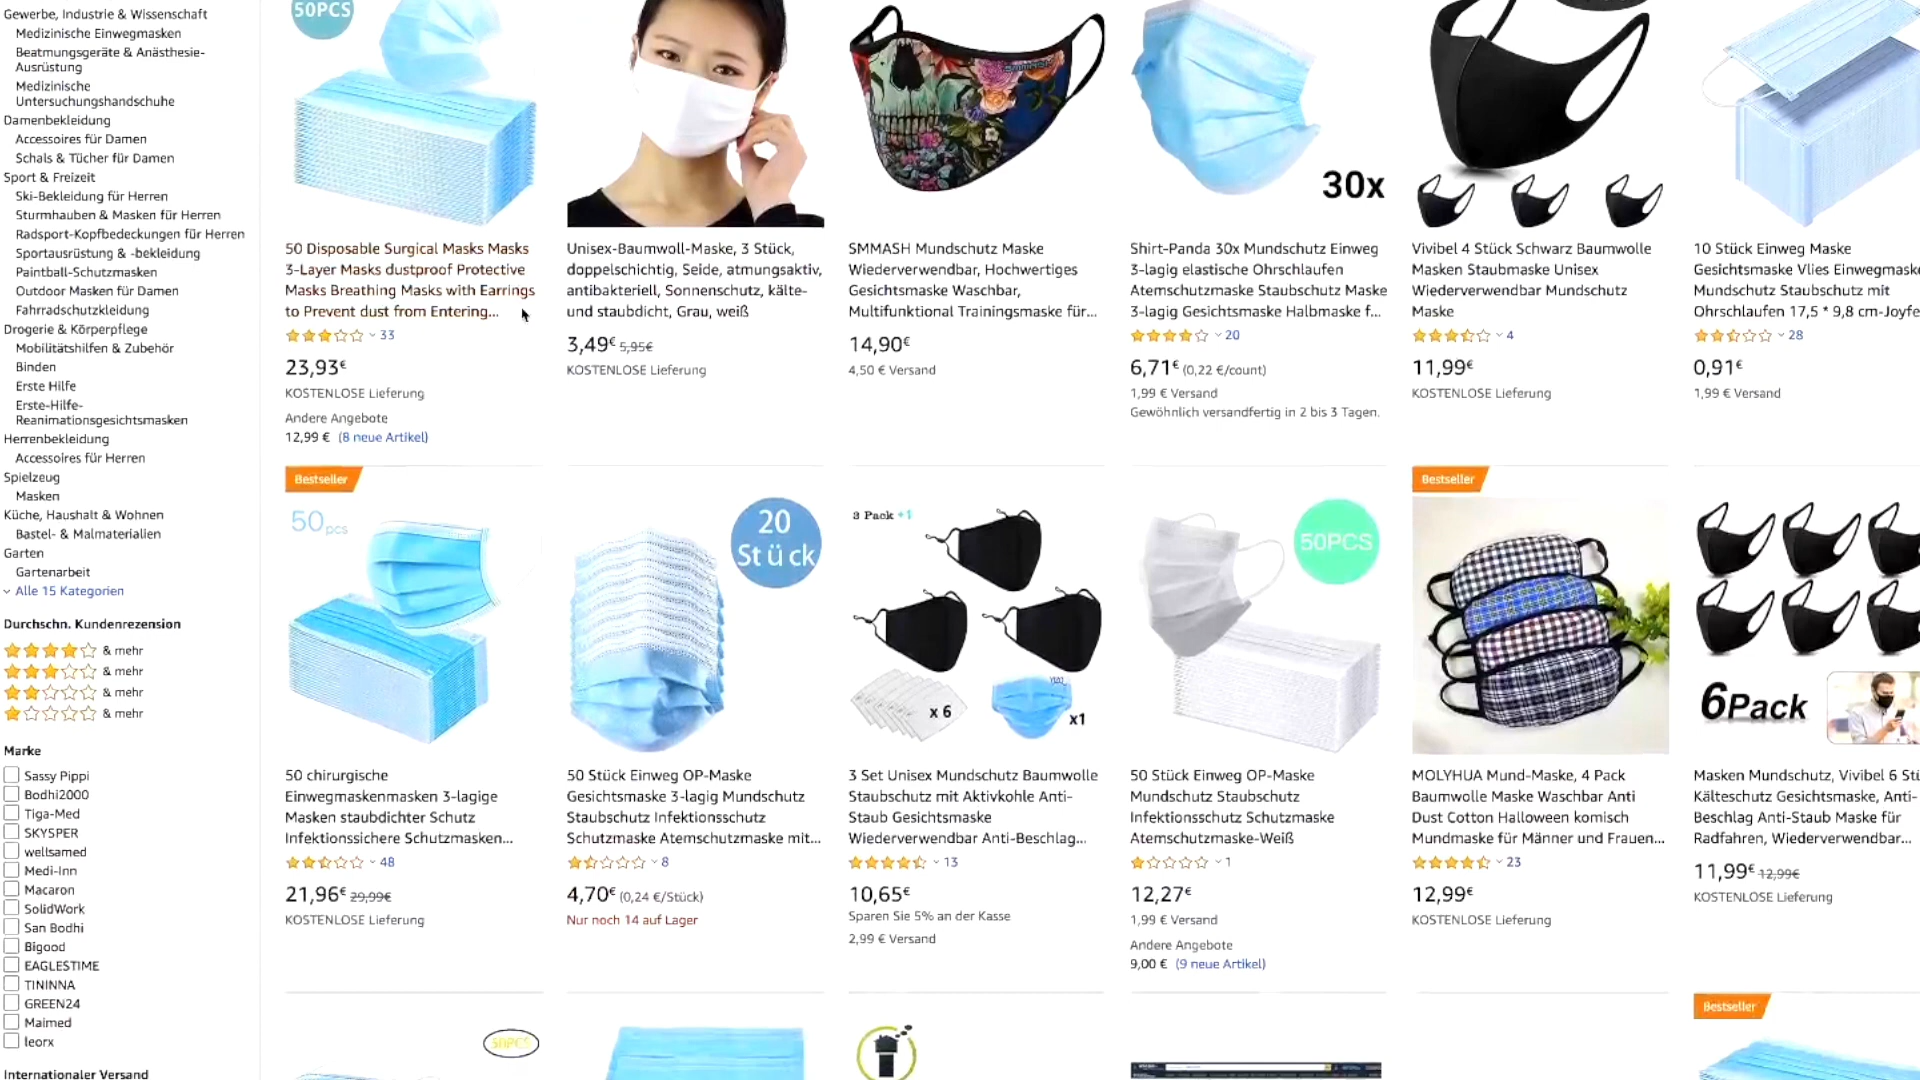 Gewerbe, Industrie & Wissenschaft
Medizinische Einwegmasken
Beatmungsgeräte & Anästhesie-
Ausrüstung
Medizinische
Untersuchungshandschuhe
Damenbekleidung
Accessoires für Damen
Schals & Tücher für Damen
Sport & Freizeit
Ski-Bekleidung für Herren
Sturmhauben & Masken für Herren
Radsport-Kopfbedeckungen für Herren
Sportausrüstung & -bekleidung
Paintball-Schutzmasken
Outdoor Masken für Damen
Fahrradschutzkleidung
Drogerie & Körperpflege
Mobilitätshilfen & Zubehör
Binden
Erste Hilfe
Erste-Hilfe-
Reanimationsgesichtsmasken
Herrenbekleidung
Accessoires für Herren
Spielzeug
Masken
Küche, Haushalt & Wohnen
Bastel- & Malmaterialien
Garten
Gartenarbeit
Alle 15 Kategorien
Durchschn. Kundenrezension
& mehr
& mehr
& mehr
& mehr
Marke
Sassy Pippi
Bodhi2000
Tiga-Med
SKYSPER
wellsamed
Medi-Inn
Macaron
SolidWork
San Bodhi
Bigood
EAGLESTIME
TININNA
GREEN24
Maimed
leorx
Internationaler Versand
50PCS
50 Disposable Surgical Masks Masks
3-Layer Masks dustproof Protective
Masks Breathing Masks with Earrings
to Prevent dust from Entering...
33
23,93€
KOSTENLOSE Lieferung
Andere Angebote
12,99 € (8 neue Artikel)
Unisex-Baumwoll-Maske, 3 Stück,
doppelschichtig, Seide, atmungsaktiv,
antibakteriell, Sonnenschutz, kälte-
und staubdicht, Grau, weiß
3,49€ 5,95€
KOSTENLOSE Lieferung
SMMASH Mundschutz Maske
Wiederverwendbar, Hochwertiges
Gesichtsmaske Waschbar,
Multifunktional Trainingsmaske für...
14,90€
4,50 € Versand
30x
Shirt-Panda 30x Mundschutz Einweg
3-lagig elastische Ohrschlaufen
Atemschutzmaske Staubschutz Maske
3-lagig Gesichtsmaske Halbmaske f...
20
6,71€ (0,22 €/count)
1,99 € Versand
Gewöhnlich versandfertig in 2 bis 3 Tagen.
Vivibel 4 Stück Schwarz Baumwolle
Masken Staubmaske Unisex
Wiederverwendbar Mundschutz
Maske
4
11,99€
KOSTENLOSE Lieferung
10 Stück Einweg Maske
Gesichtsmaske Vlies Einwegmaske
Mundschutz Staubschutz mit
Ohrschlaufen 17,5 * 9,8 cm-Joyfe
28
0,91€
1,99 € Versand
Bestseller
50pcs
50 chirurgische
Einwegmaskenmasken 3-lagige
Masken staubdichter Schutz
Infektionssichere Schutzmasken...
48
21,96€ 29,99€
KOSTENLOSE Lieferung
20
Stück
50 Stück Einweg OP-Maske
Gesichtsmaske 3-lagig Mundschutz
Staubschutz Infektionsschutz
Schutzmaske Atemschutzmaske mit...
8
4,70€ (0,24 €/Stück)
Nur noch 14 auf Lager
3 Pack +1
x 6
x1
3 Set Unisex Mundschutz Baumwolle
Staubschutz mit Aktivkohle Anti-
Staub Gesichtsmaske
Wiederverwendbar Anti-Beschlag...
13
10,65€
Sparen Sie 5% an der Kasse
2,99 € Versand
50PCS
50 Stück Einweg OP-Maske
Mundschutz Staubschutz
Infektionsschutz Schutzmaske
Atemschutzmaske-Weiß
1
12,27€
1,99 € Versand
Andere Angebote
9,00 € (9 neue Artikel)
Bestseller
MOLYHUA Mund-Maske, 4 Pack
Baumwolle Maske Waschbar Anti
Dust Cotton Halloween komisch
Mundmaske für Männer und Frauen...
23
12,99€
KOSTENLOSE Lieferung
6Pack
Masken Mundschutz, Vivibel 6 Stü
Kälteschutz Gesichtsmaske, Anti-
Beschlag Anti-Staub Maske für
Radfahren, Wiederverwendbar...
11,99€ 12,99€
KOSTENLOSE Lieferung
50PCS
Bestseller